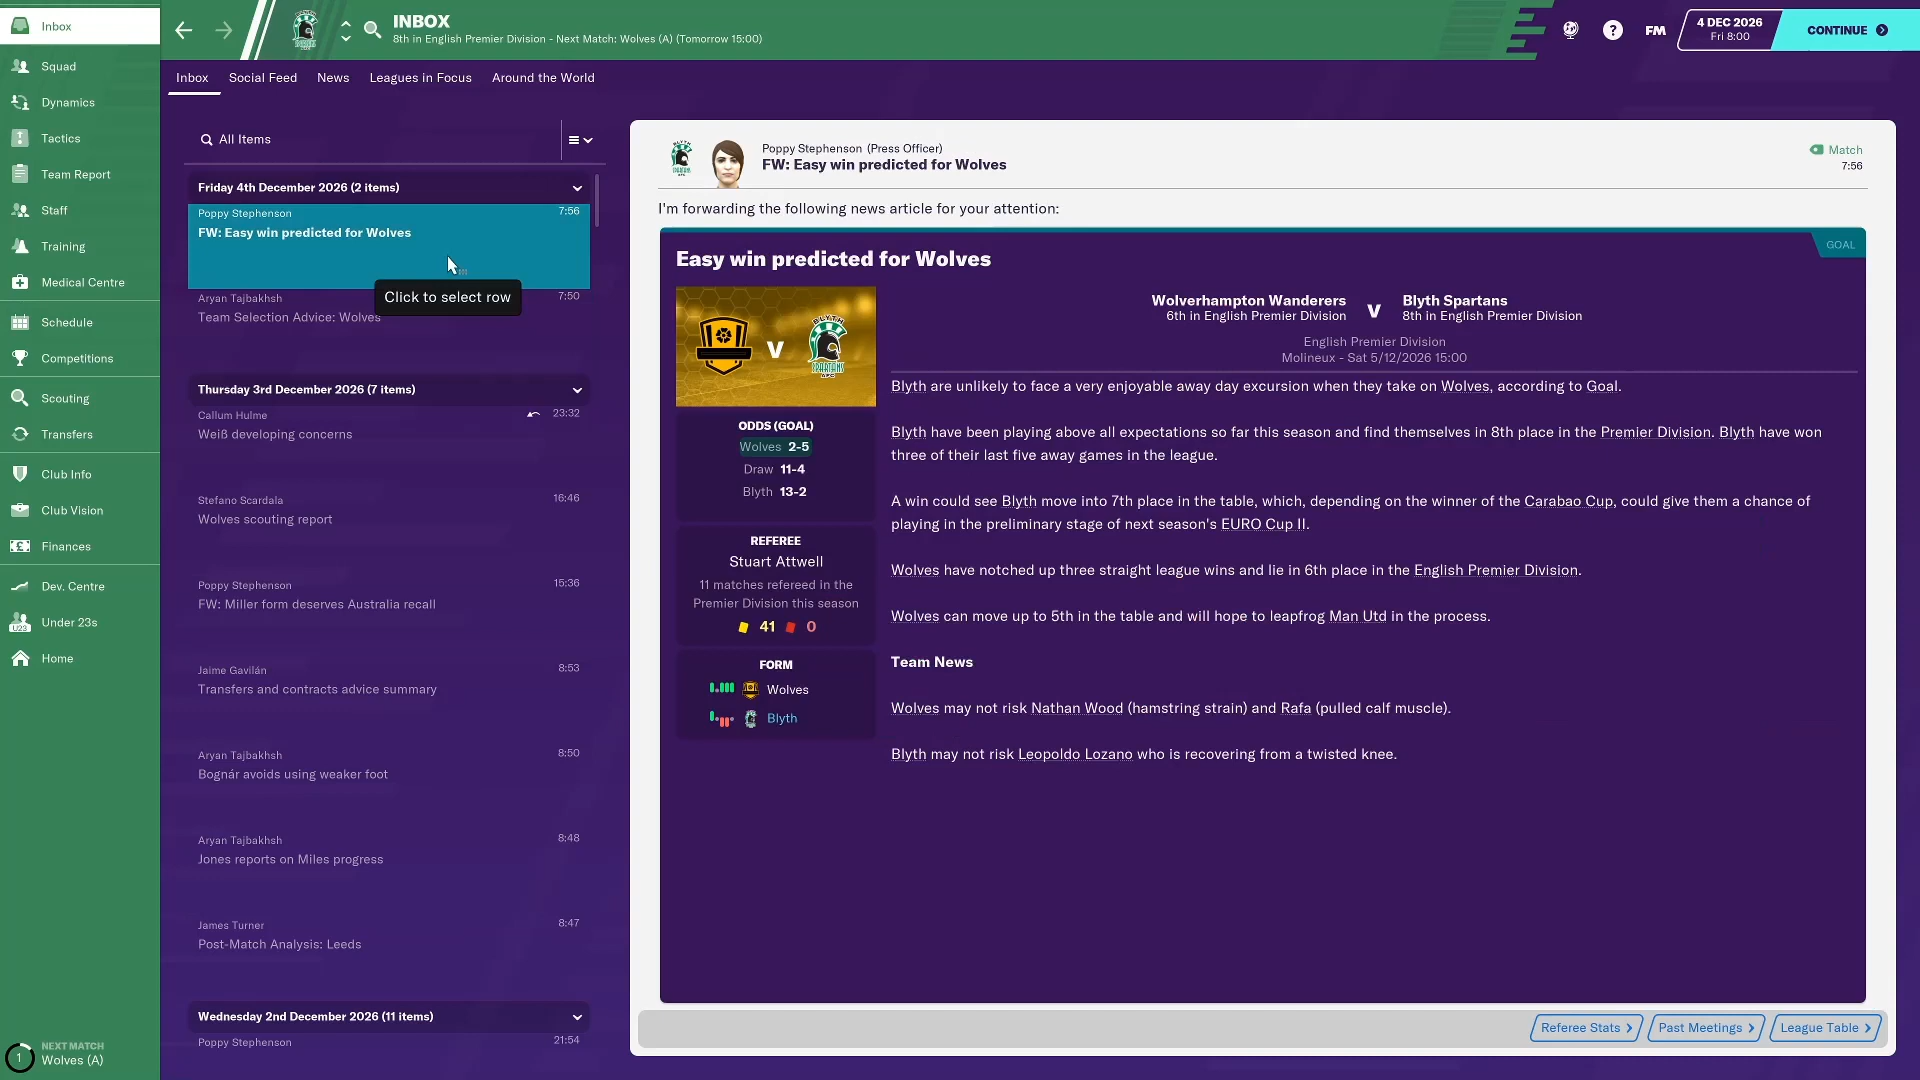 Inbox
Squad
Dynamics
Tactics
Team Report
Staff
Training
Medical Centre
Schedule
Competitions
Scouting
Transfers
Club Info
Club Vision
Finances
Dev. Centre
U23
Under 23s
Home
1
NEXT MATCH
Wolves (A)
INBOX
8th in English Premier Division - Next Match: Wolves (A) (Tomorrow 15:00)
?
FM
4 DEC 2026
Fri 8:00
CONTINUE
Inbox
Social Feed
News
Leagues in Focus
Around the World
All Items
Friday 4th December 2026 (2 items)
Poppy Stephenson
7:56
FW: Easy win predicted for Wolves
Click to select row
Aryan Tajbakhsh
7:50
Team Selection Advice: Wolves
Thursday 3rd December 2026 (7 items)
Callum Hulme
23:32
Weiß developing concerns
Stefano Scardala
16:46
Wolves scouting report
Poppy Stephenson
15:36
FW: Miller form deserves Australia recall
Jaime Gavilán
8:53
Transfers and contracts advice summary
Aryan Tajbakhsh
8:50
Bognár avoids using weaker foot
Aryan Tajbakhsh
8:48
Jones reports on Miles progress
James Turner
8:47
Post-Match Analysis: Leeds
Wednesday 2nd December 2026 (11 items)
Poppy Stephenson
21:54
Poppy Stephenson (Press Officer)
FW: Easy win predicted for Wolves
Match
7:56
I'm forwarding the following news article for your attention:
Easy win predicted for Wolves
GOAL
V
BLYTH
SPARTANS
AFC
Wolverhampton Wanderers
6th in English Premier Division
V
Blyth Spartans
8th in English Premier Division
English Premier Division
Molineux - Sat 5/12/2026 15:00
ODDS (GOAL)
Wolves 2-5
Draw 11-4
Blyth 13-2
REFEREE
Stuart Attwell
11 matches refereed in the
Premier Division this season
41 0
FORM
Wolves
Blyth
Blyth are unlikely to face a very enjoyable away day excursion when they take on Wolves, according to Goal.
Blyth have been playing above all expectations so far this season and find themselves in 8th place in the Premier Division. Blyth have won
three of their last five away games in the league.
A win could see Blyth move into 7th place in the table, which, depending on the winner of the Carabao Cup, could give them a chance of
playing in the preliminary stage of next season's EURO Cup II.
Wolves have notched up three straight league wins and lie in 6th place in the English Premier Division.
Wolves can move up to 5th in the table and will hope to leapfrog Man Utd in the process.
Team News
Wolves may not risk Nathan Wood (hamstring strain) and Rafa (pulled calf muscle).
Blyth may not risk Leopoldo Lozano who is recovering from a twisted knee.
Referee Stats
Past Meetings
League Table